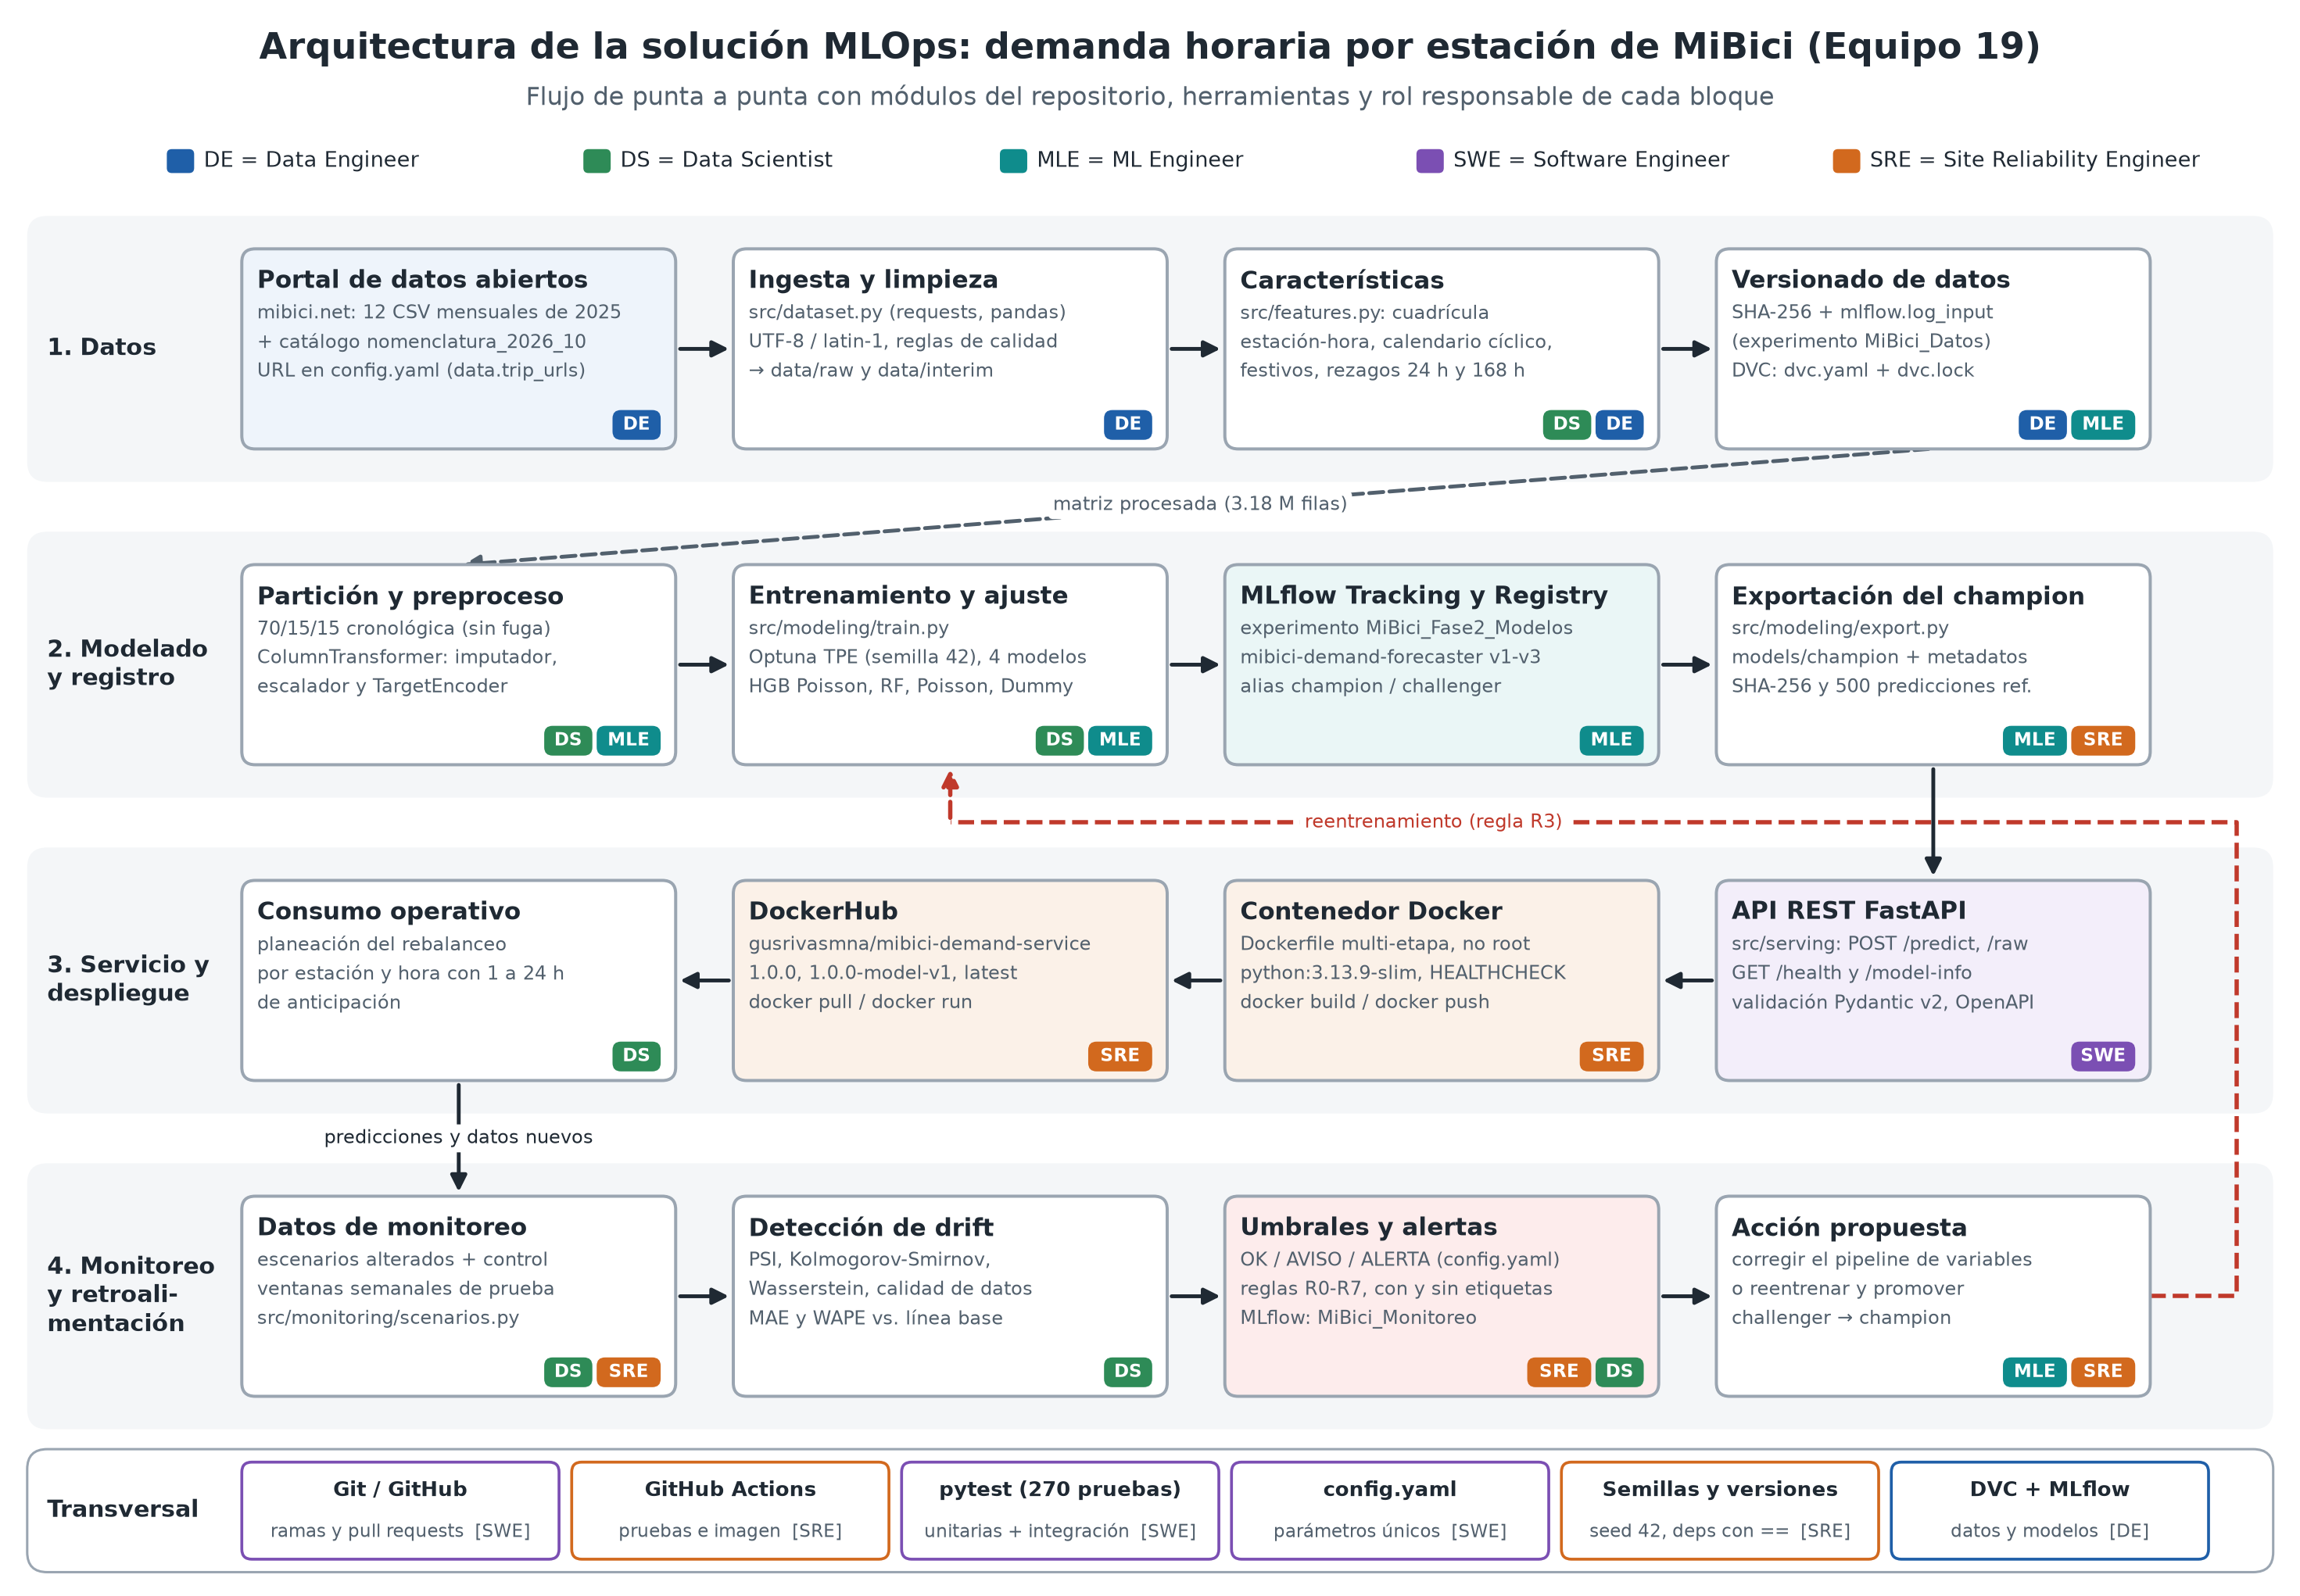 Arquitectura de la solución MLOps: demanda horaria por estación de MiBici (Equipo 19)
Flujo de punta a punta con módulos del repositorio, herramientas y rol responsable de cada bloque
DE = Data Engineer
DS = Data Scientist
MLE = ML Engineer
SWE = Software Engineer
SRE = Site Reliability Engineer
1. Datos
Portal de datos abiertos
mibici.net: 12 CSV mensuales de 2025
+ catálogo nomenclatura_2026_10
URL en config.yaml (data.trip_urls)
DE
Ingesta y limpieza
src/dataset.py (requests, pandas)
UTF-8 / latin-1, reglas de calidad
→ data/raw y data/interim
DE
Características
src/features.py: cuadrícula
estación-hora, calendario cíclico,
festivos, rezagos 24 h y 168 h
DS DE
Versionado de datos
SHA-256 + mlflow.log_input
(experimento MiBici_Datos)
DVC: dvc.yaml + dvc.lock
DE MLE
matriz procesada (3.18 M filas)
2. Modelado
y registro
Partición y preproceso
70/15/15 cronológica (sin fuga)
ColumnTransformer: imputador,
escalador y TargetEncoder
DS MLE
Entrenamiento y ajuste
src/modeling/train.py
Optuna TPE (semilla 42), 4 modelos
HGB Poisson, RF, Poisson, Dummy
DS MLE
MLflow Tracking y Registry
experimento MiBici_Fase2_Modelos
mibici-demand-forecaster v1-v3
alias champion / challenger
MLE
Exportación del champion
src/modeling/export.py
models/champion + metadatos
SHA-256 y 500 predicciones ref.
MLE SRE
reentrenamiento (regla R3)
3. Servicio y
despliegue
Consumo operativo
planeación del rebalanceo
por estación y hora con 1 a 24 h
de anticipación
DS
DockerHub
gusrivasmna/mibici-demand-service
1.0.0, 1.0.0-model-v1, latest
docker pull / docker run
SRE
Contenedor Docker
Dockerfile multi-etapa, no root
python:3.13.9-slim, HEALTHCHECK
docker build / docker push
SRE
API REST FastAPI
src/serving: POST /predict, /raw
GET /health y /model-info
validación Pydantic v2, OpenAPI
SWE
predicciones y datos nuevos
4. Monitoreo
y retroali-
mentación
Datos de monitoreo
escenarios alterados + control
ventanas semanales de prueba
src/monitoring/scenarios.py
DS SRE
Detección de drift
PSI, Kolmogorov-Smirnov,
Wasserstein, calidad de datos
MAE y WAPE vs. línea base
DS
Umbrales y alertas
OK / AVISO / ALERTA (config.yaml)
reglas R0-R7, con y sin etiquetas
MLflow: MiBici_Monitoreo
SRE DS
Acción propuesta
corregir el pipeline de variables
o reentrenar y promover
challenger → champion
MLE SRE
Transversal
Git / GitHub
ramas y pull requests [SWE]
GitHub Actions
pruebas e imagen [SRE]
pytest (270 pruebas)
unitarias + integración [SWE]
config.yaml
parámetros únicos [SWE]
Semillas y versiones
seed 42, deps con == [SRE]
DVC + MLflow
datos y modelos [DE]